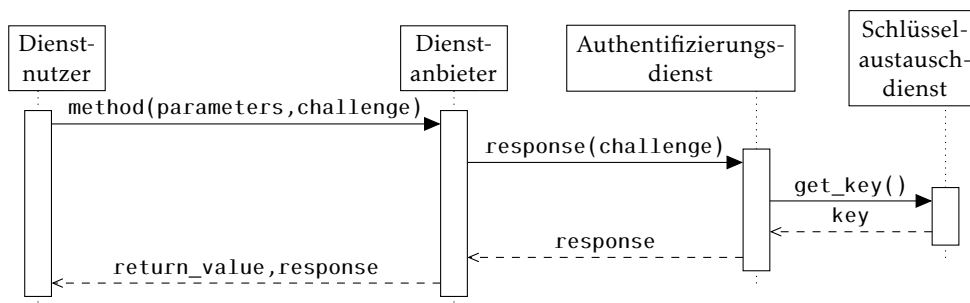 Dienst-
nutzer
Dienst-
anbieter
Authentifizierungs-
dienst
Schlüssel-
austausch-
dienst
method(parameters,challenge)
response(challenge)
get_key()
key
response
return_value,response